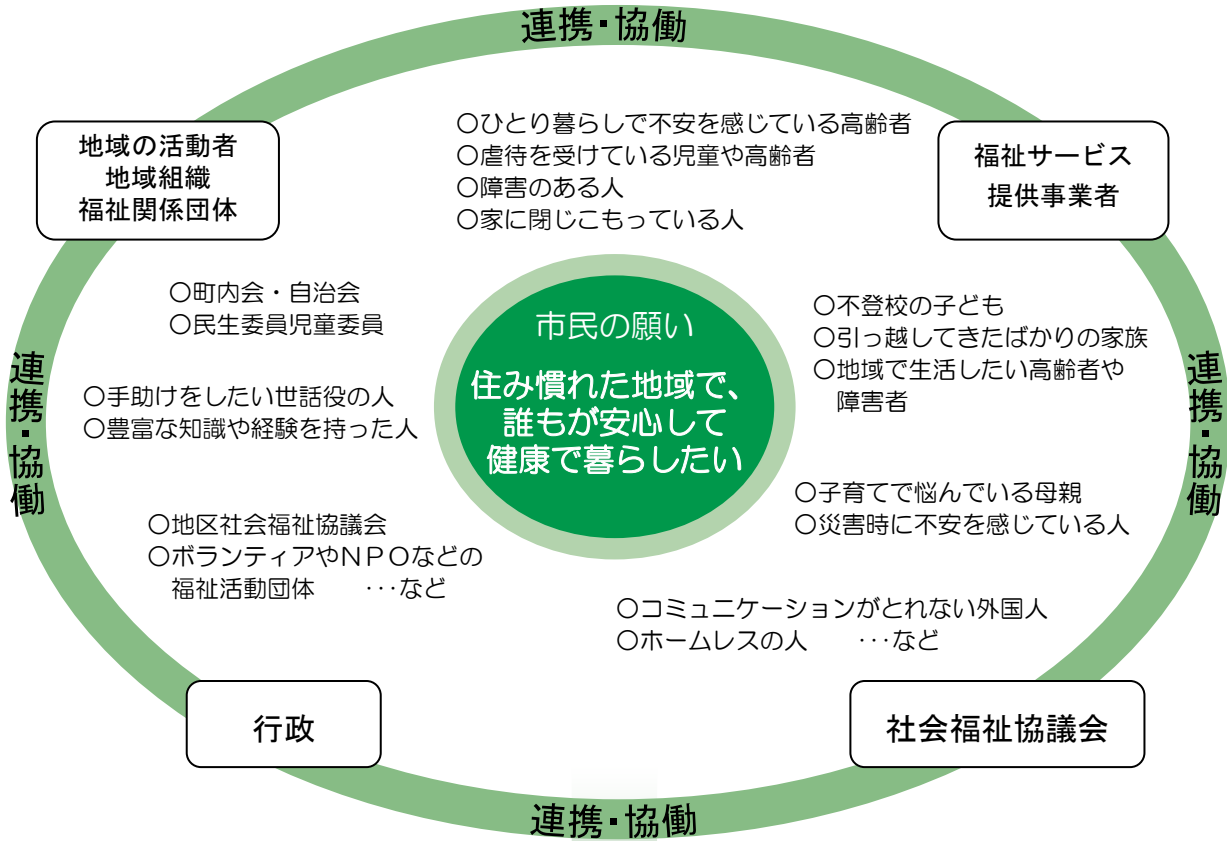 連携・協働
地域の活動者
地域組織
福祉関係団体
○ひとり暮らしで不安を感じている高齢者
○虐待を受けている児童や高齢者
○障害のある人
○家に閉じこもっている人
福祉サービス
提供事業者
○町内会・自治会
○民生委員児童委員
○手助けをしたい世話役の人
○豊富な知識や経験を持った人
○地区社会福祉協議会
○ボランティアやNPOなどの
福祉活動団体 ･･･など
市民の願い
住み慣れた地域で、
誰もが安心して
健康で暮らしたい
○不登校の子ども
○引っ越してきたばかりの家族
○地域で生活したい高齢者や
障害者
○子育てで悩んでいる母親
○災害時に不安を感じている人
○コミュニケーションがとれない外国人
○ホームレスの人 ･･･など
連携・協働
連携・協働
行政
社会福祉協議会
連携・協働